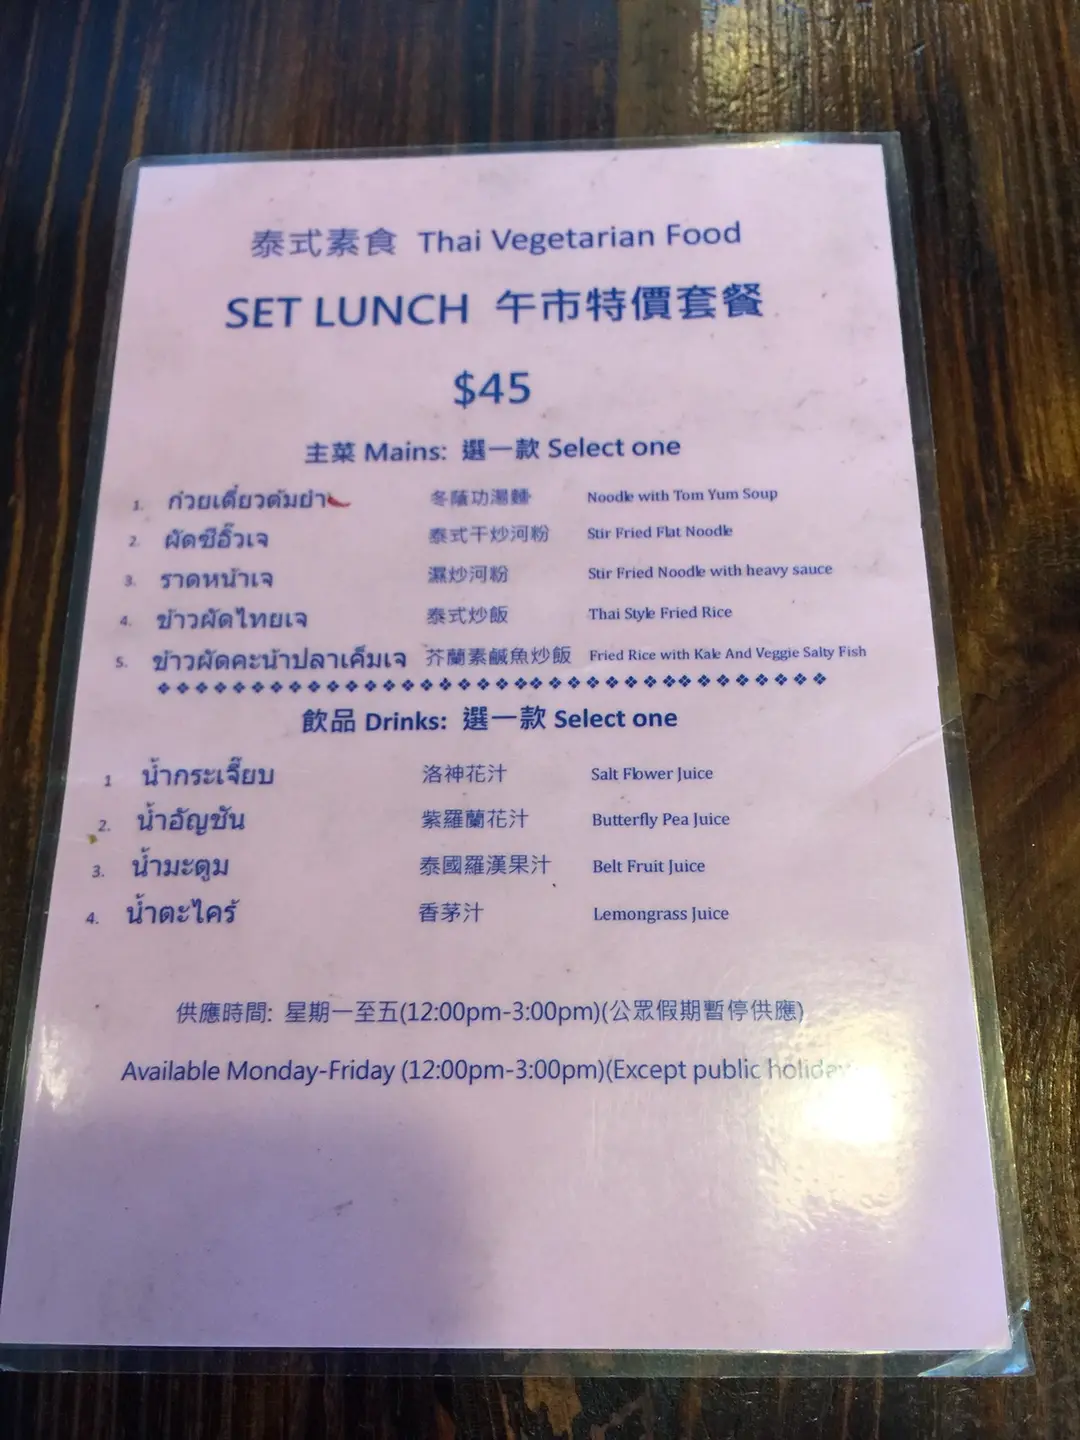 泰式素食 Thai Vegetarian Food
SET LUNCH 午市特價套餐
$45
主菜 Mains: 選一款 Select one
1. ก๋วยเตี๋ยวต้มยำ 冬蔭功湯麵 Noodle with Tom Yum Soup
2. ผัดซีอิ๊วเจ 泰式干炒河粉 Stir Fried Flat Noodle
3. ราดหน้าเจ 濕炒河粉 Stir Fried Noodle with heavy sauce
4. ข้าวผัดไทยเจ 泰式炒飯 Thai Style Fried Rice
5. ข้าวผัดคะน้าปลาเค็มเจ 芥蘭素鹹魚炒飯 Fried Rice with Kale And Veggie Salty Fish
飲品 Drinks: 選一款 Select one
1 น้ำกระเจี๊ยบ 洛神花汁 Salt Flower Juice
2. น้ำอัญชัน 紫羅蘭花汁 Butterfly Pea Juice
3. น้ำมะตูม 泰國羅漢果汁 Belt Fruit Juice
4. น้ำตะไคร้ 香茅汁 Lemongrass Juice
供應時間: 星期一至五(12:00pm-3:00pm)(公眾假期暫停供應)
Available Monday-Friday (12:00pm-3:00pm)(Except public